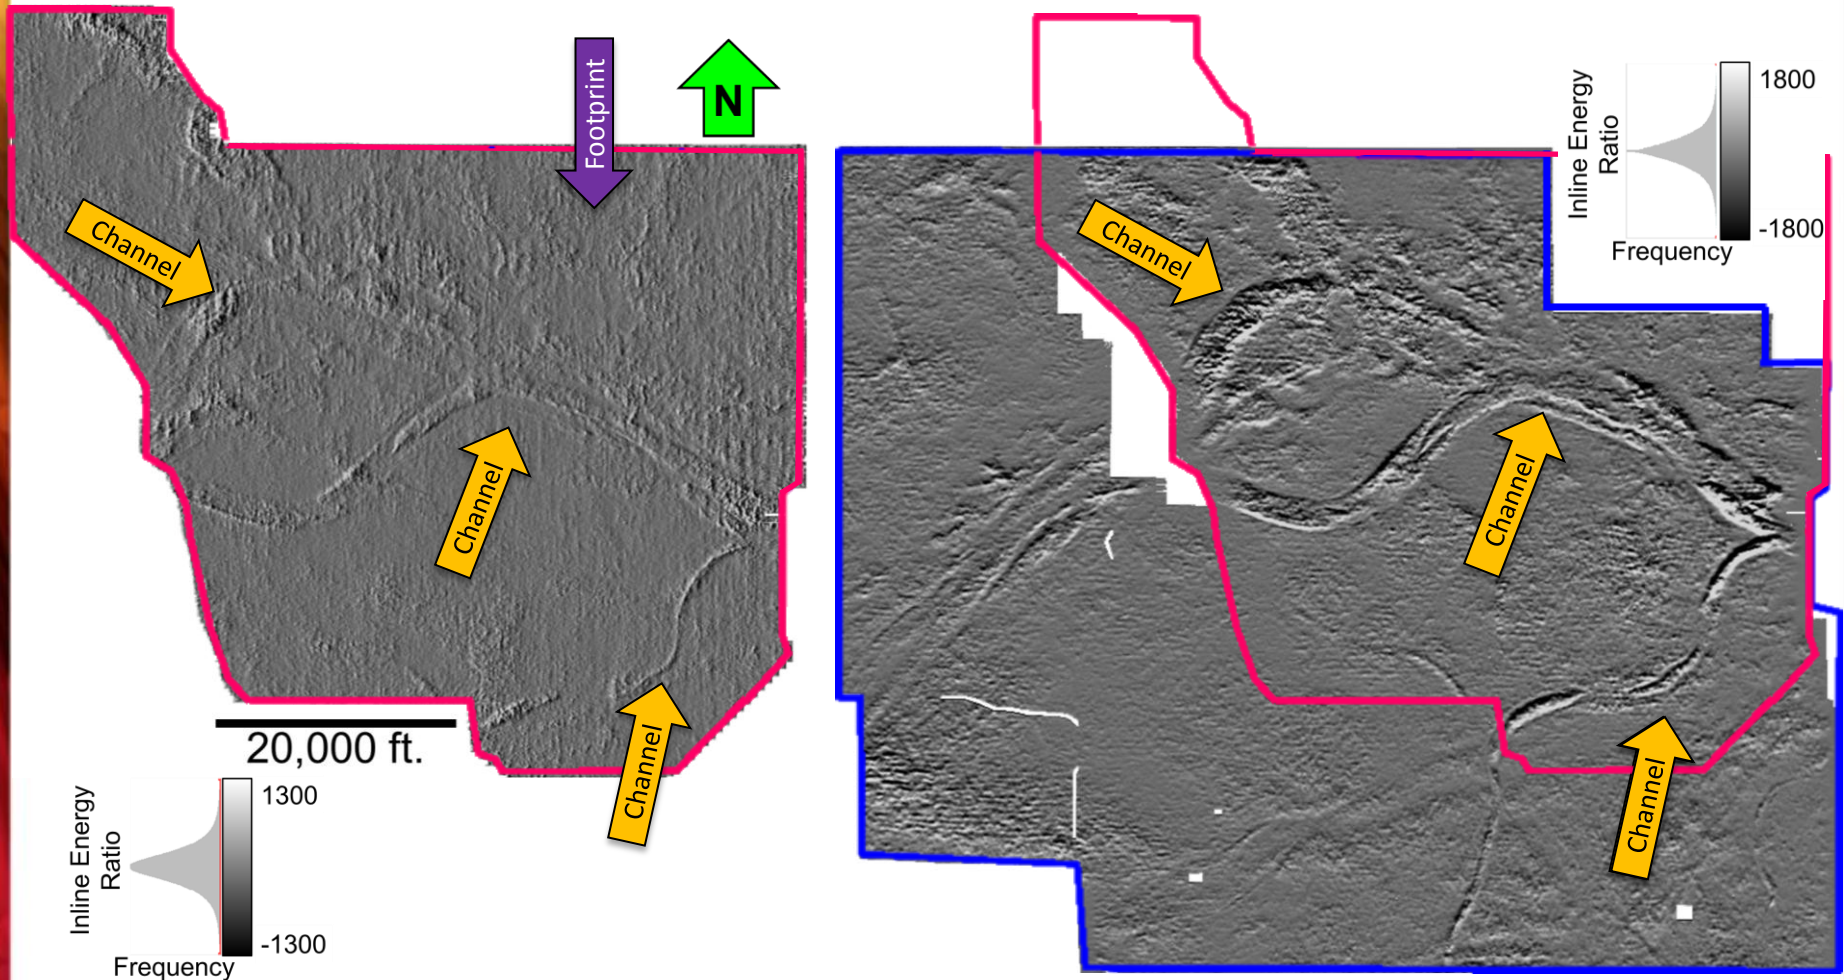 Footprint
N
Channel
Channel
Channel
20,000 ft.
Inline Energy
Ratio
1300
-1300
Frequency
Channel
Channel
Channel
Inline Energy
Ratio
1800
-1800
Frequency